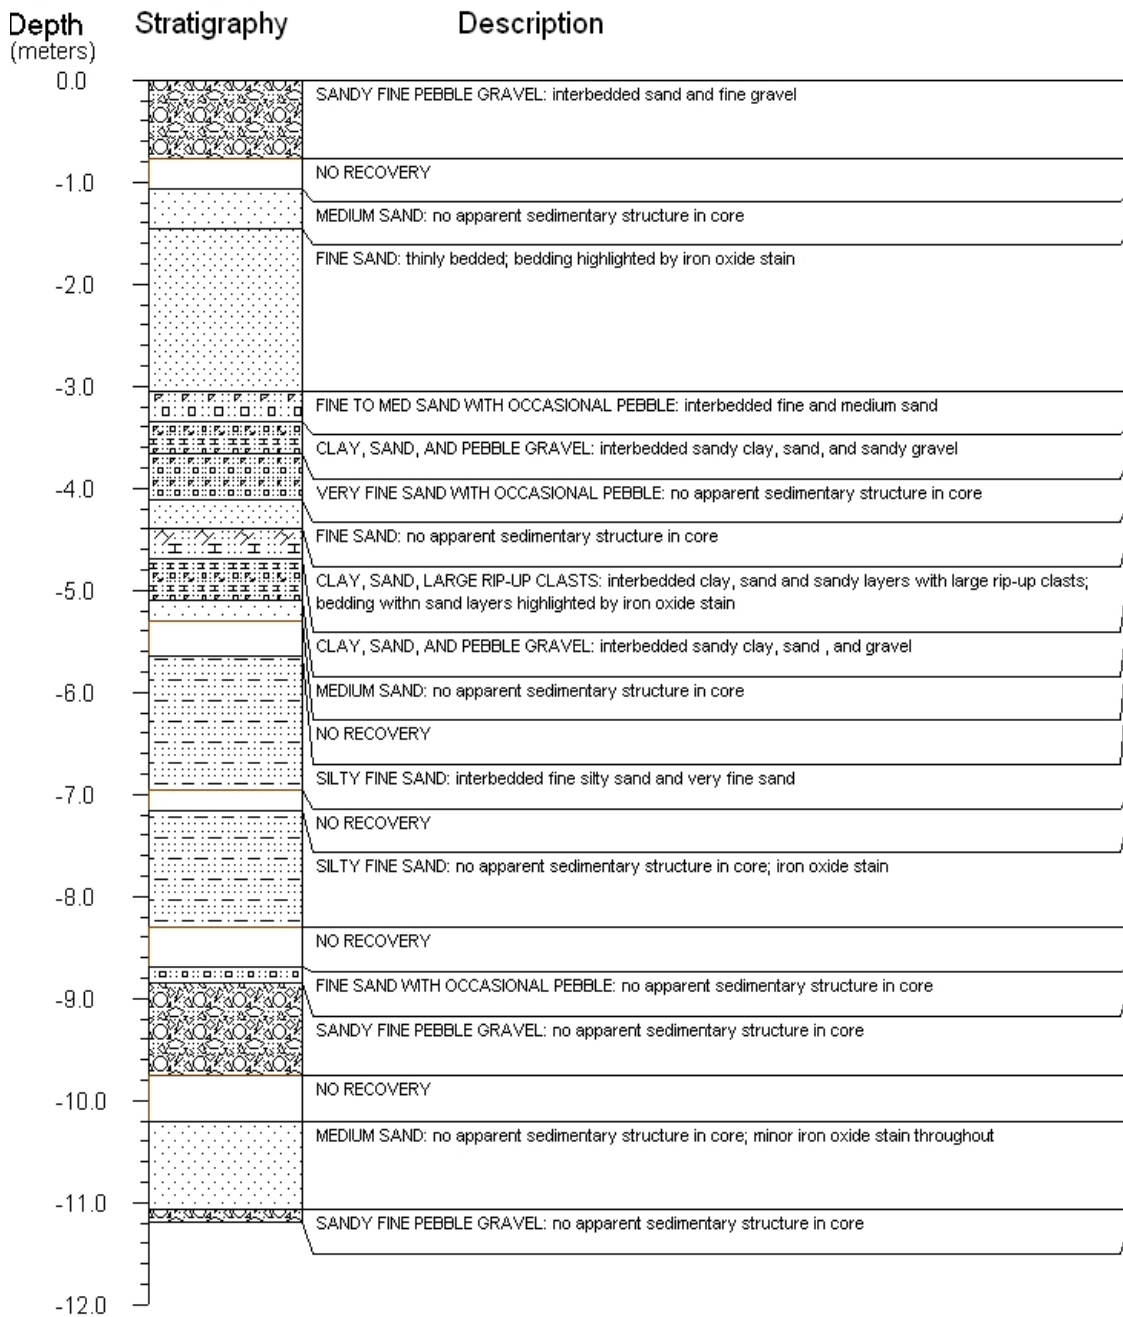 Depth Stratigraphy Description
(meters)
0.0
SANDY FINE PEBBLE GRAVEL: interbedded sand and fine gravel
NO RECOVERY
-1.0
MEDIUM SAND: no apparent sedimentary structure in core
FINE SAND: thinly bedded; bedding highlighted by iron oxide stain
-2.0
-3.0
FINE TO MED SAND WITH OCCASIONAL PEBBLE: interbedded fine and medium sand
CLAY, SAND, AND PEBBLE GRAVEL: interbedded sandy clay, sand, and sandy gravel
-4.0
VERY FINE SAND WITH OCCASIONAL PEBBLE: no apparent sedimentary structure in core
FINE SAND: no apparent sedimentary structure in core
CLAY, SAND, LARGE RIP-UP CLASTS: interbedded clay, sand and sandy layers with large rip-up clasts;
-5.0
bedding withn sand layers highlighted by iron oxide stain
CLAY, SAND, AND PEBBLE GRAVEL: interbedded sandy clay, sand , and gravel
-6.0
MEDIUM SAND: no apparent sedimentary structure in core
NO RECOVERY
SILTY FINE SAND: interbedded fine silty sand and very fine sand
-7.0
NO RECOVERY
SILTY FINE SAND: no apparent sedimentary structure in core; iron oxide stain
-8.0
NO RECOVERY
FINE SAND WITH OCCASIONAL PEBBLE: no apparent sedimentary structure in core
-9.0
SANDY FINE PEBBLE GRAVEL: no apparent sedimentary structure in core
NO RECOVERY
-10.0
MEDIUM SAND: no apparent sedimentary structure in core; minor iron oxide stain throughout
-11.0
SANDY FINE PEBBLE GRAVEL: no apparent sedimentary structure in core
-12.0